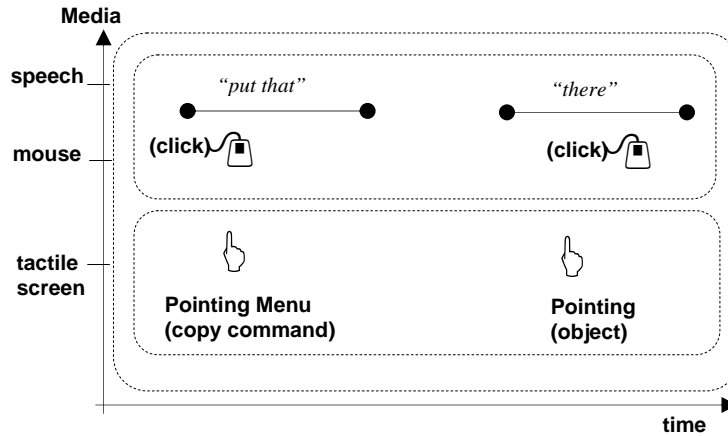 Media
speech
“put that”
“there”
mouse
(click)
(click)
tactile
screen
Pointing Menu
(copy command)
Pointing
(object)
time